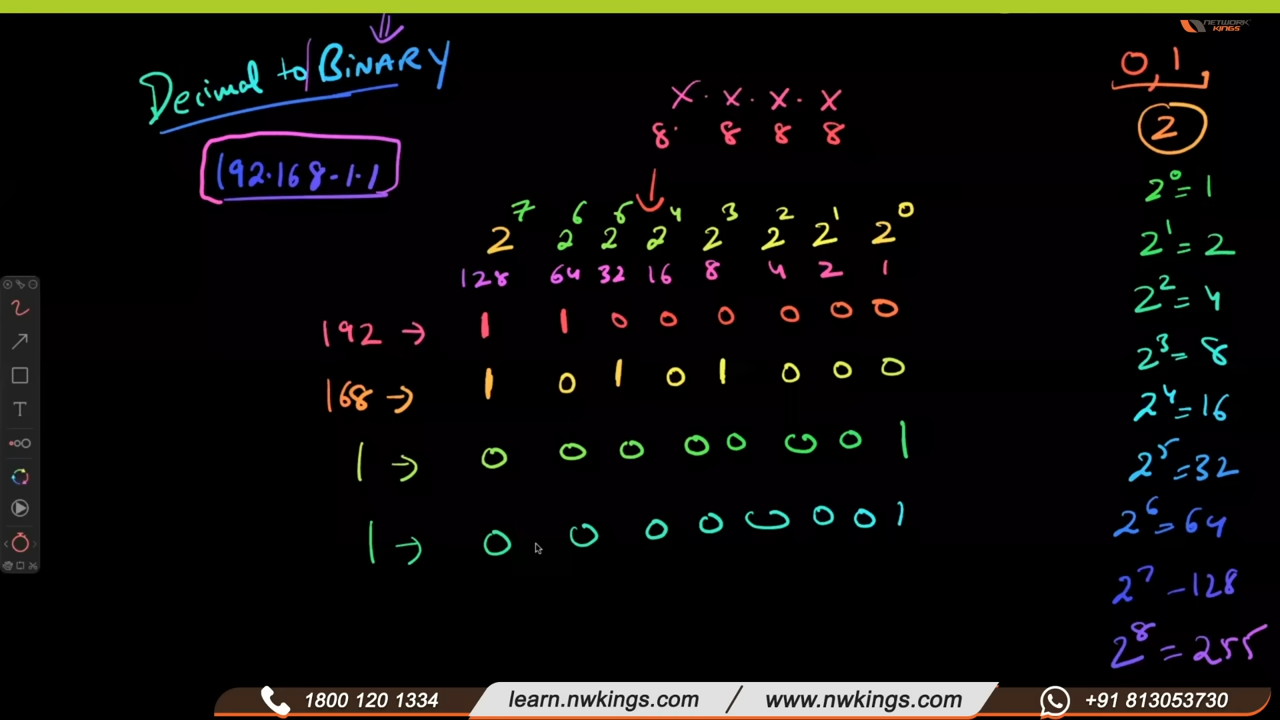 NETWORK
KINGS
Decimal to/BiNARY
192.168.1.1
X . X . X . X
8. 8 8 8
2^7 2^6 2^5 2^4 2^3 2^2 2^1 2^0
128 64 32 16 8 4 2 1
192 → 1 1 0 0 0 0 0 0
168 → 1 0 1 0 1 0 0 0
1 → 0 0 0 0 0 0 0 1
1 → 0 0 0 0 0 0 0 1
0,1
2
2^0 = 1
2^1 = 2
2^2 = 4
2^3 = 8
2^4 = 16
2^5 = 32
2^6 = 64
2^7 - 128
2^8 = 255
T
1800 120 1334 learn.nwkings.com / www.nwkings.com +91 813053730